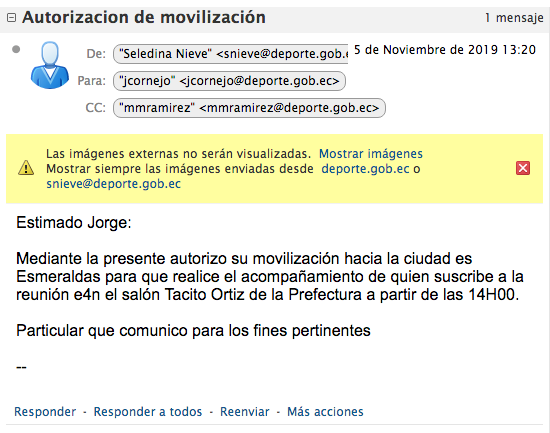 Autorizacion de movilización
1 mensaje
De: "Seledina Nieve" <snieve@deporte.gob.e
5 de Noviembre de 2019 13:20
Para: "jcornejo" <jcornejo@deporte.gob.ec>
CC: "mmramirez" <mmramirez@deporte.gob.ec>
Las imágenes externas no serán visualizadas. Mostrar imágenes
Mostrar siempre las imágenes enviadas desde deporte.gob.ec o
snieve@deporte.gob.ec
Estimado Jorge:
Mediante la presente autorizo su movilización hacia la ciudad es
Esmeraldas para que realice el acompañamiento de quien suscribe a la
reunión e4n el salón Tacito Ortiz de la Prefectura a partir de las 14H00.
Particular que comunico para los fines pertinentes
--
Responder - Responder a todos - Reenviar - Más acciones